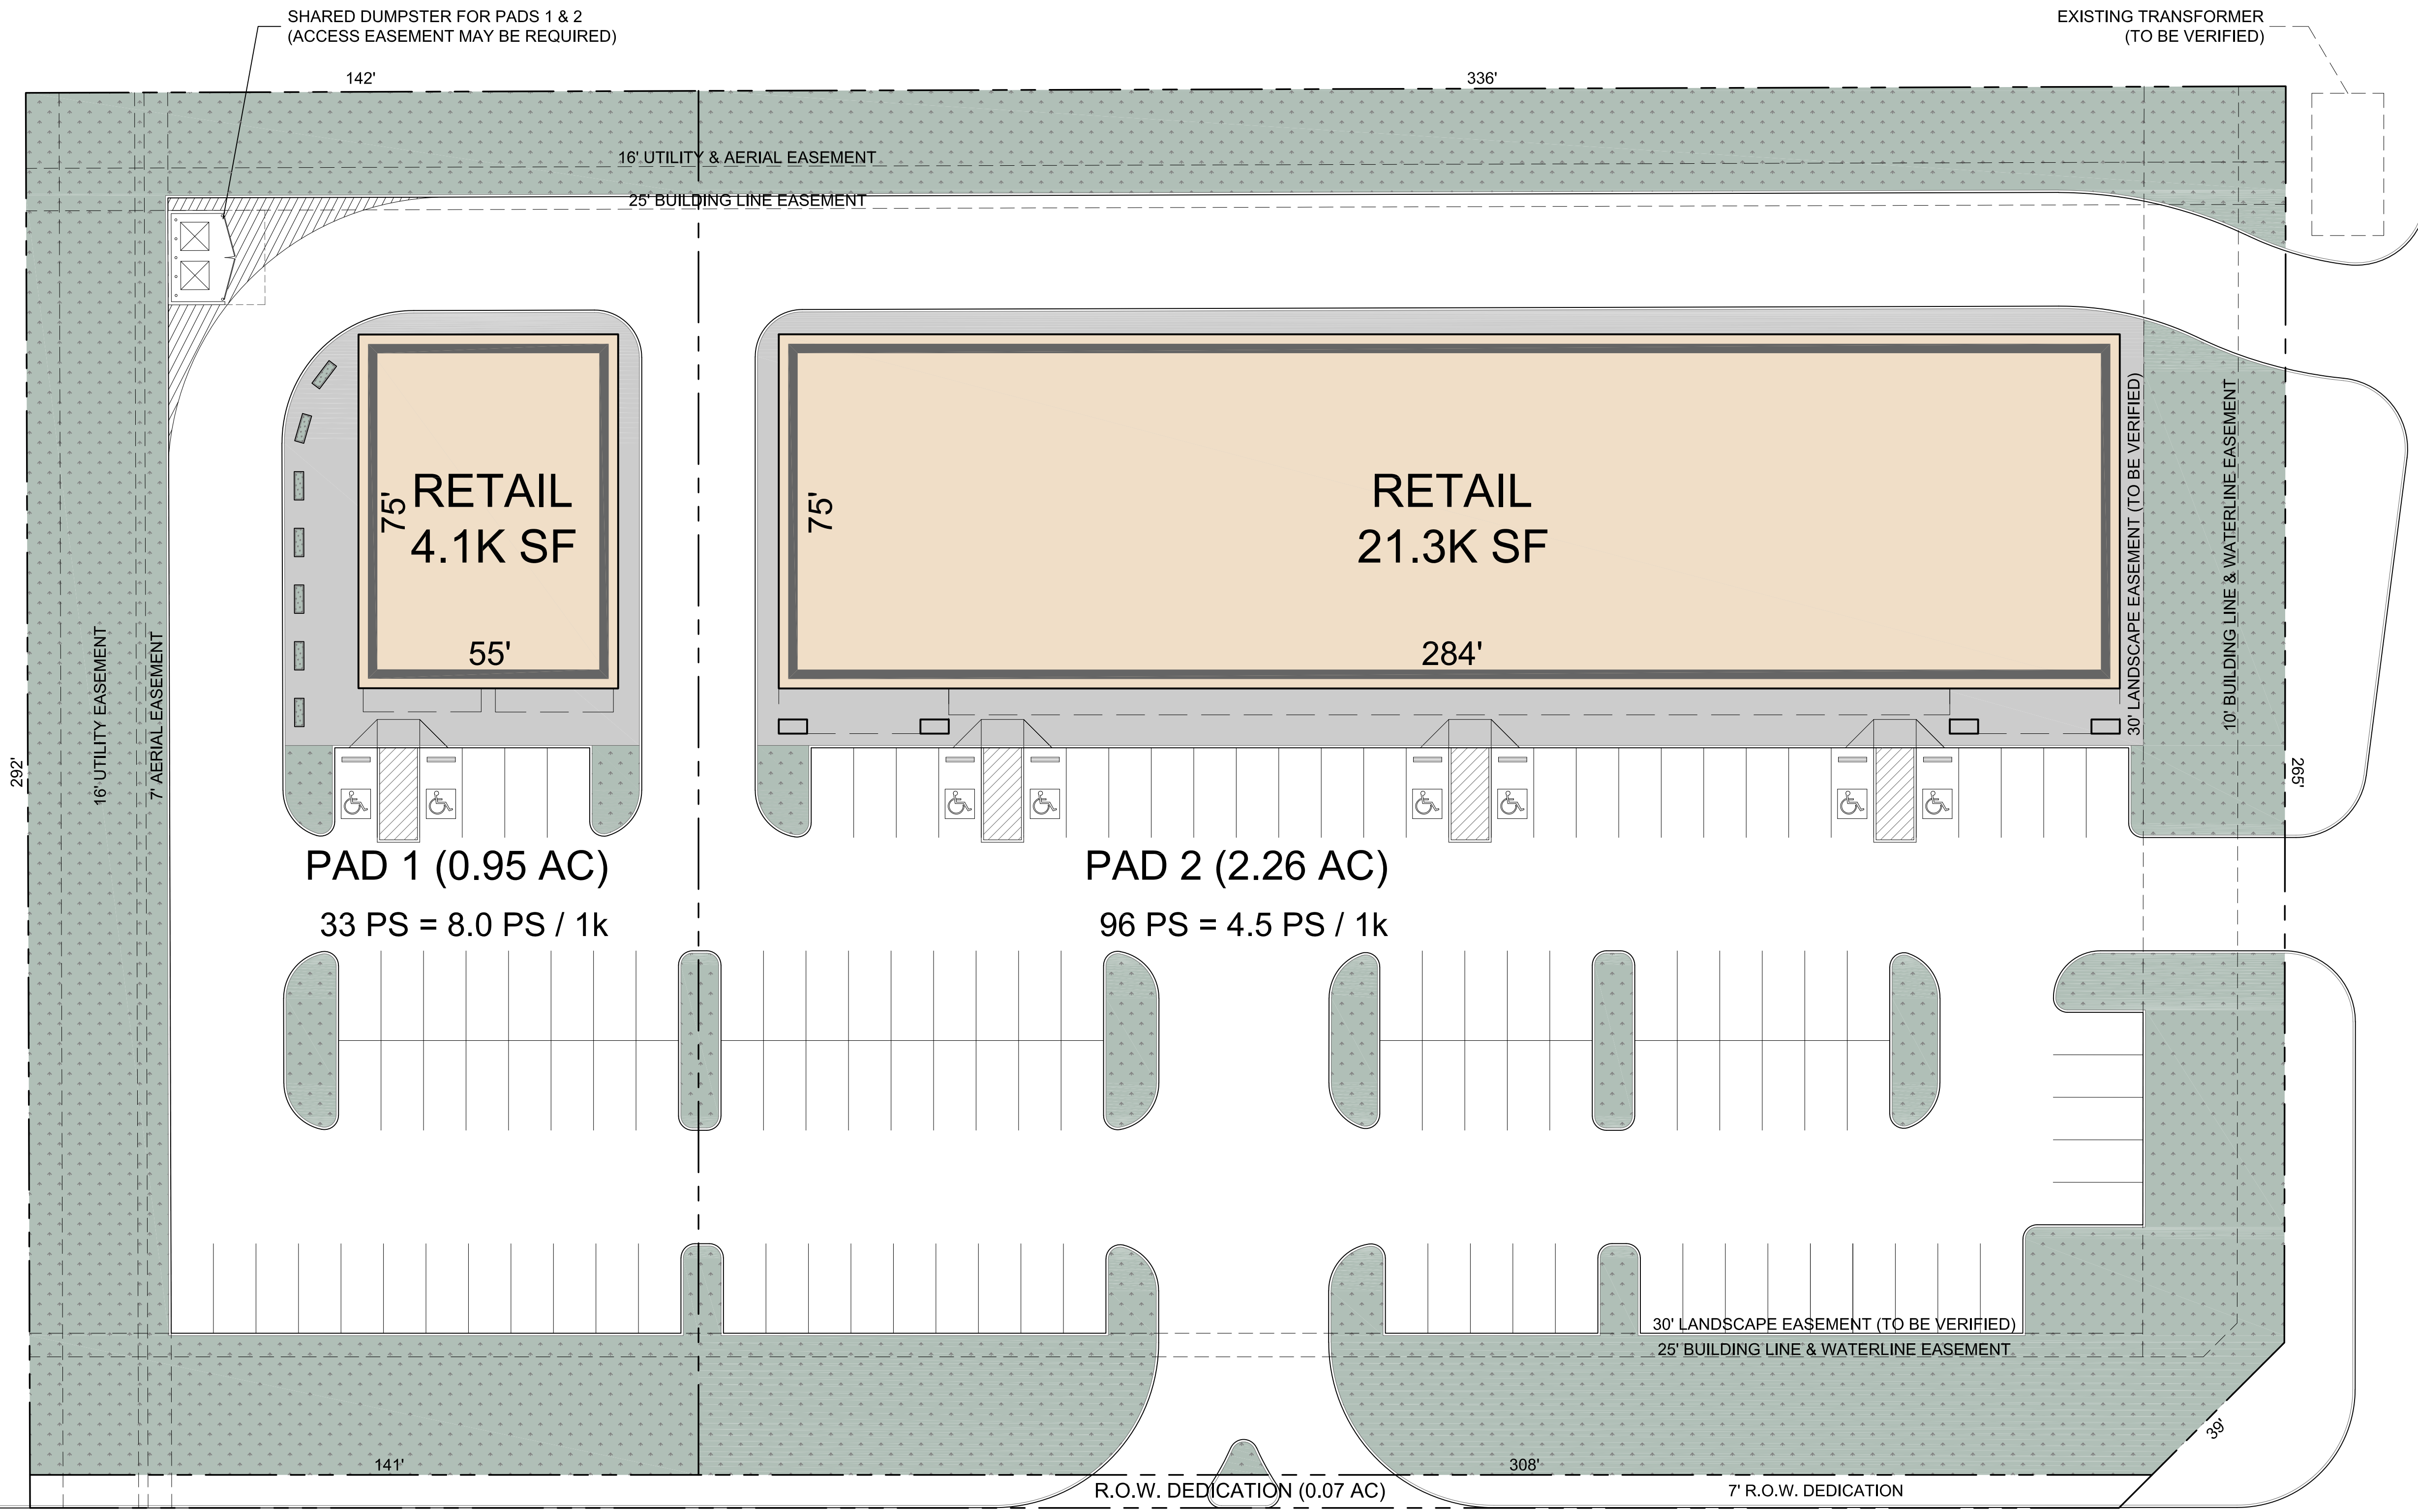 SHARED DUMPSTER FOR PADS 1 & 2
(ACCESS EASEMENT MAY BE REQUIRED)
EXISTING TRANSFORMER
(TO BE VERIFIED)
142'
336'
16' UTILITY & AERIAL EASEMENT
25' BUILDING LINE EASEMENT
RETAIL
4.1K SF
75'
55'
RETAIL
21.3K SF
75'
284'
30' LANDSCAPE EASEMENT (TO BE VERIFIED)
10' BUILDING LINE & WATERLINE EASEMENT
292'
16' UTILITY EASEMENT
7' AERIAL EASEMENT
265'
PAD 1 (0.95 AC)
33 PS = 8.0 PS / 1k
PAD 2 (2.26 AC)
96 PS = 4.5 PS / 1k
30' LANDSCAPE EASEMENT (TO BE VERIFIED)
25' BUILDING LINE & WATERLINE EASEMENT
39'
141'
308'
R.O.W. DEDICATION (0.07 AC)
7' R.O.W. DEDICATION